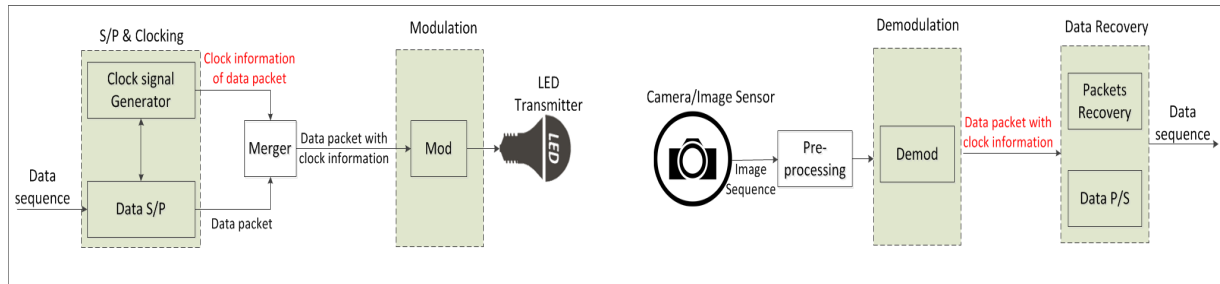 S/P & Clocking
Clock signal
Generator
Data S/P
Data
sequence
Clock information
of data packet
Merger
Data packet
Data packet with
clock information
Modulation
Mod
LED
Transmitter
LED
Camera/Image Sensor
Image
Sequence
Pre-
processing
Demodulation
Demod
Data packet with
clock information
Data Recovery
Packets
Recovery
Data P/S
Data
sequence